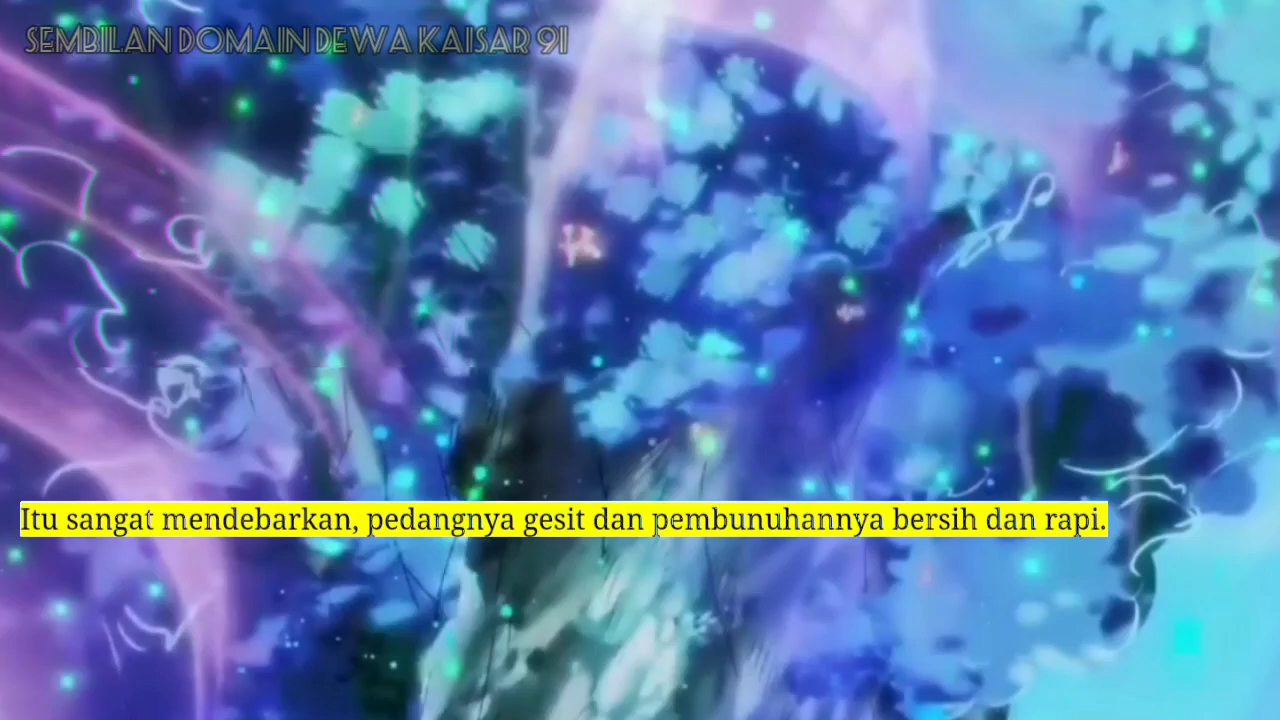 SEMBILAN DOMAIN DEWA KAISAR 91
Itu sangat mendebarkan, pedangnya gesit dan pembunuhannya bersih dan rapi.